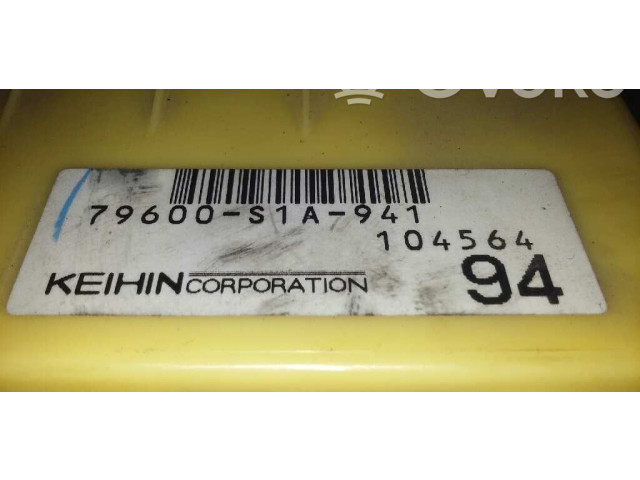 79600-S1A-941
104564
KEIHIN CORPORATION
94